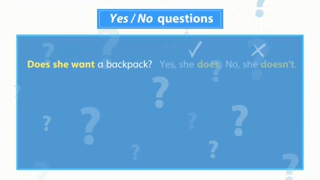 Yes / No questions
Does she want a backpack? Yes, she does. No, she doesn't.